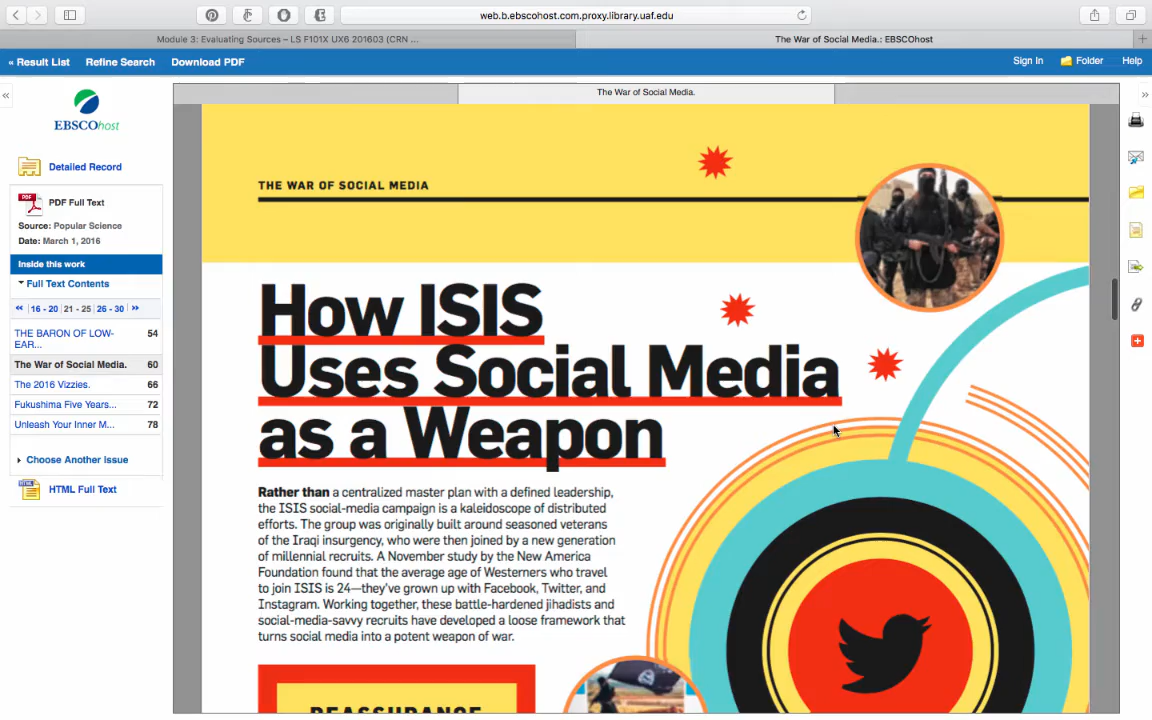 web.b.ebscohost.com.proxy.library.uaf.edu
Module 3: Evaluating Sources – LS F101X UX6 201603 (CRN ...
The War of Social Media.: EBSCOhost
« Result List
Refine Search
Download PDF
Sign In
Folder
Help
The War of Social Media.
EBSCOhost
Detailed Record
PDF
PDF Full Text
Source: Popular Science
Date: March 1, 2016
Inside this work
Full Text Contents
16 - 20 | 21 - 25 | 26 - 30
THE BARON OF LOW-
EAR... 54
The War of Social Media. 60
The 2016 Vizzies. 66
Fukushima Five Years... 72
Unleash Your Inner M... 78
Choose Another Issue
HTML Full Text
THE WAR OF SOCIAL MEDIA
How ISIS
Uses Social Media
as a Weapon
Rather than a centralized master plan with a defined leadership,
the ISIS social-media campaign is a kaleidoscope of distributed
efforts. The group was originally built around seasoned veterans
of the Iraqi insurgency, who were then joined by a new generation
of millennial recruits. A November study by the New America
Foundation found that the average age of Westerners who travel
to join ISIS is 24—they've grown up with Facebook, Twitter, and
Instagram. Working together, these battle-hardened jihadists and
social-media-savvy recruits have developed a loose framework that
turns social media into a potent weapon of war.
REASSURANCE